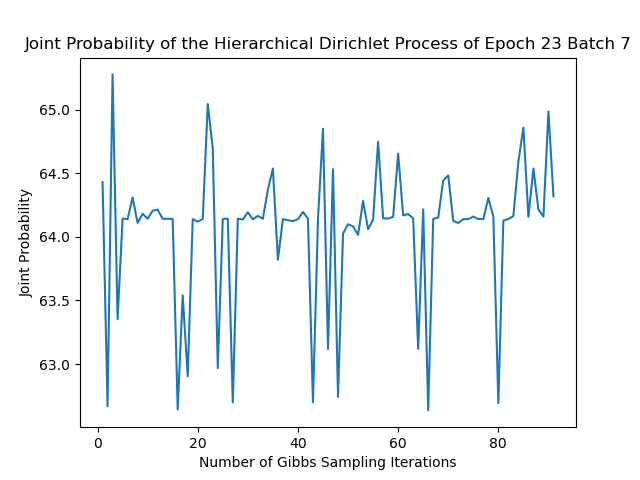 Joint Probability of the Hierarchical Dirichlet Process of Epoch 23 Batch 7
65.0
64.5
64.0
63.5
63.0
Joint Probability
0 20 40 60 80
Number of Gibbs Sampling Iterations